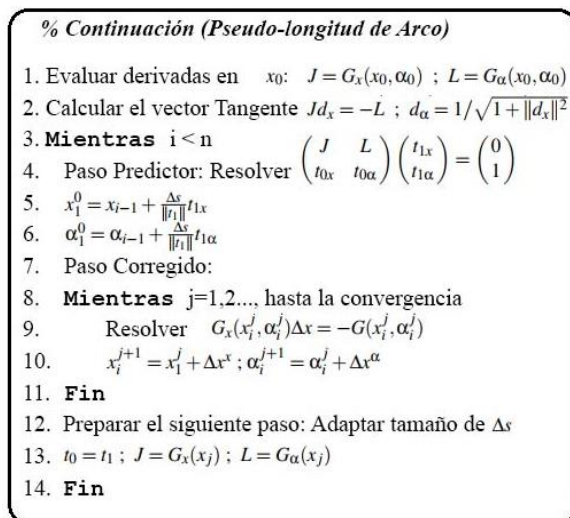 % Continuación (Pseudo-longitud de Arco)
1. Evaluar derivadas en x₀: J = Gₓ(x₀,α₀) ; L = G_α(x₀,α₀)
2. Calcular el vector Tangente Jdₓ = −L ; d_α = 1/√(1+‖dₓ‖²)
3. Mientras i < n
4. Paso Predictor: Resolver (J L; t₀ₓ t₀α) (t₁ₓ; t₁α) = (0; 1)
5. x₁⁰ = xᵢ₋₁ + Δs/‖t₁‖ t₁ₓ
6. α₁⁰ = αᵢ₋₁ + Δs/‖t₁‖ t₁α
7. Paso Corregido:
8. Mientras j=1,2..., hasta la convergencia
9. Resolver Gₓ(xᵢʲ,αᵢʲ)Δx = −G(xᵢʲ,αᵢʲ)
10. xᵢʲ⁺¹ = x₁ʲ + Δxˣ ; αᵢʲ⁺¹ = αᵢʲ + Δx^α
11. Fin
12. Preparar el siguiente paso: Adaptar tamaño de Δs
13. t₀ = t₁ ; J = Gₓ(xⱼ) ; L = G_α(xⱼ)
14. Fin